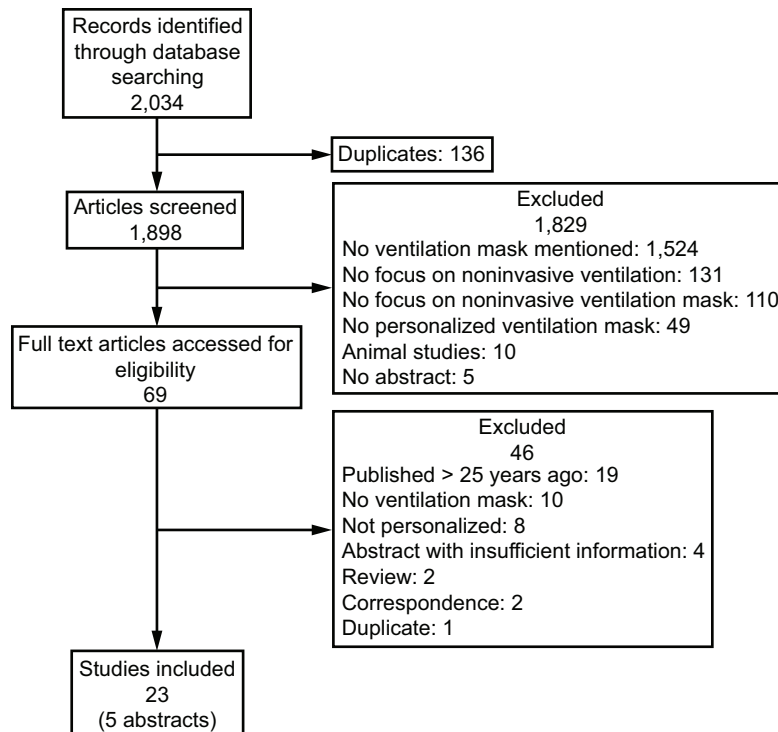 Records identified
through database
searching
2,034
Duplicates: 136
Articles screened
1,898
Excluded
1,829
No ventilation mask mentioned: 1,524
No focus on noninvasive ventilation: 131
No focus on noninvasive ventilation mask: 110
No personalized ventilation mask: 49
Animal studies: 10
No abstract: 5
Full text articles accessed for
eligibility
69
Excluded
46
Published > 25 years ago: 19
No ventilation mask: 10
Not personalized: 8
Abstract with insufficient information: 4
Review: 2
Correspondence: 2
Duplicate: 1
Studies included
23
(5 abstracts)